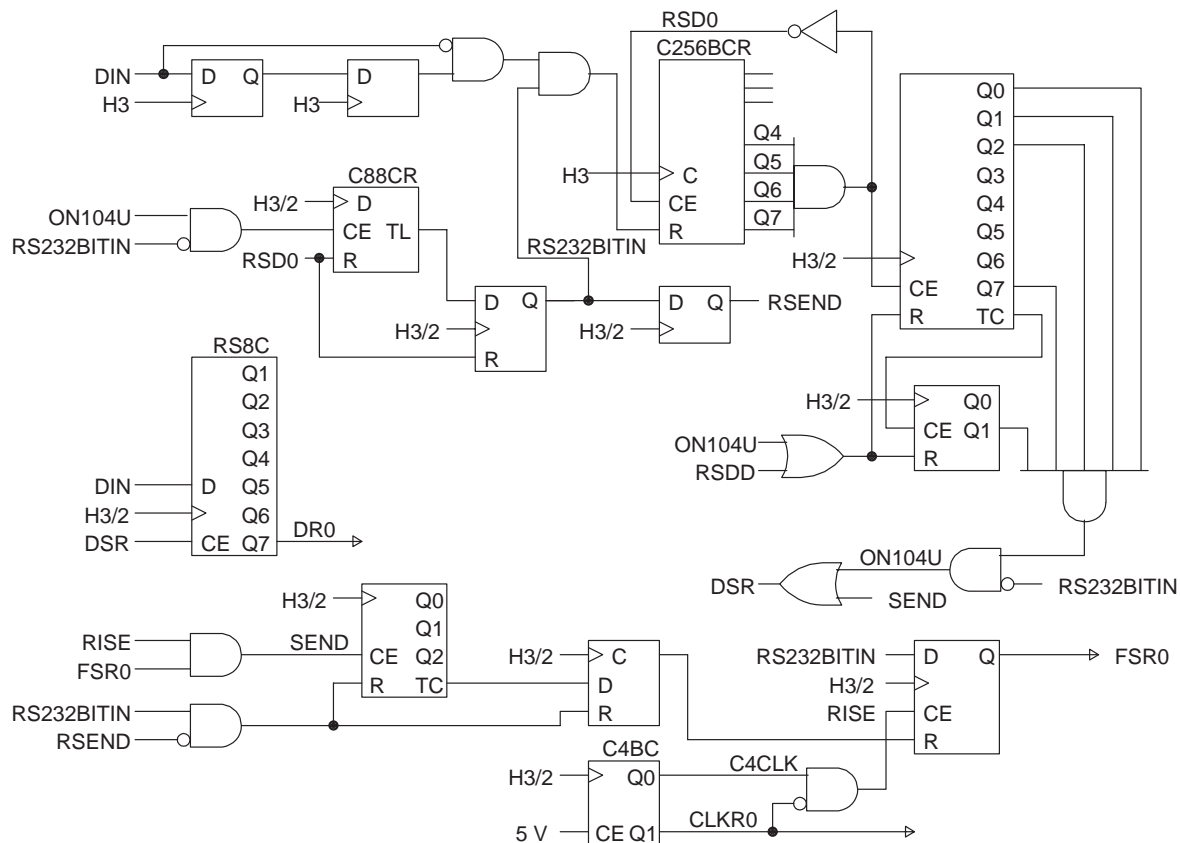 RSD0
C256BCR
DIN
D Q
D
H3
H3
Q0
Q1
Q2
Q3
Q4
Q5
Q6
Q7
TC
CE
R
H3/2
Q4
Q5
Q6
Q7
H3
C
CE
R
C88CR
H3/2
D
CE TL
R
ON104U
RS232BITIN
RSD0
RS232BITIN
D Q
H3/2
R
D Q
H3/2
RSEND
RS8C
Q1
Q2
Q3
Q4
Q5
Q6
Q7
D
CE
DIN
H3/2
DSR
DR0
H3/2
Q0
CE Q1
R
ON104U
RSDD
ON104U
DSR
SEND
RS232BITIN
H3/2
Q0
Q1
CE Q2
R TC
RISE
FSR0
SEND
RS232BITIN
RSEND
H3/2
C
D
R
RS232BITIN
H3/2
RISE
D Q
CE
R
FSR0
C4BC
H3/2
Q0
CE Q1
5 V
C4CLK
CLKR0